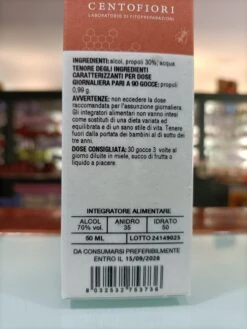 CENTOFIORI
LABORATORIO DI FITOPREPARAZIONI
INGREDIENTI: alcol, propoli 30%, acqua
TENORE DEGLI INGREDIENTI
CARATTERIZZANTI PER DOSE
GIORNALIERA PARI A 90 GOCCE: propoli
0,99 g.
AVVERTENZE: non eccedere la dose
raccomandata per l'assunzione giornaliera.
Gli integratori alimentari non vanno intesi
come sostituti di una dieta variata ed
equilibrata e di un sano stile di vita. Tenere
fuori dalla portata dei bambini al di sotto dei
tre anni.
DOSE CONSIGLIATA: 30 gocce 3 volte al
giorno diluite in miele, succo di frutta o
liquido a piacere.
INTEGRATORE ALIMENTARE
ALCOL
70% vol.
ANIDRO
35
IDRATO
50
50 ML
LOTTO 24149025
DA CONSUMARSI PREFERIBILMENTE
ENTRO IL 15/09/2028